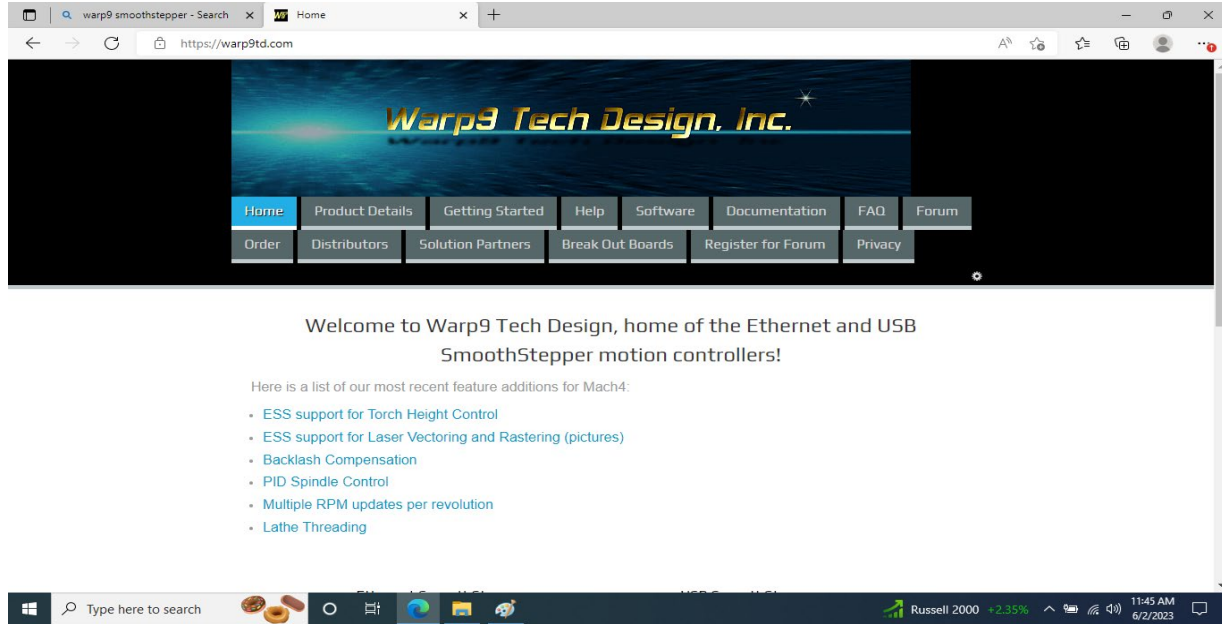 warp9 smoothstepper - Search
Home
https://warp9td.com
Warp9 Tech Design, Inc.
Home Product Details Getting Started Help Software Documentation FAQ Forum
Order Distributors Solution Partners Break Out Boards Register for Forum Privacy
Welcome to Warp9 Tech Design, home of the Ethernet and USB
SmoothStepper motion controllers!
Here is a list of our most recent feature additions for Mach4:
ESS support for Torch Height Control
ESS support for Laser Vectoring and Rastering (pictures)
Backlash Compensation
PID Spindle Control
Multiple RPM updates per revolution
Lathe Threading
Type here to search
Russell 2000 +2.35%
11:45 AM
6/2/2023